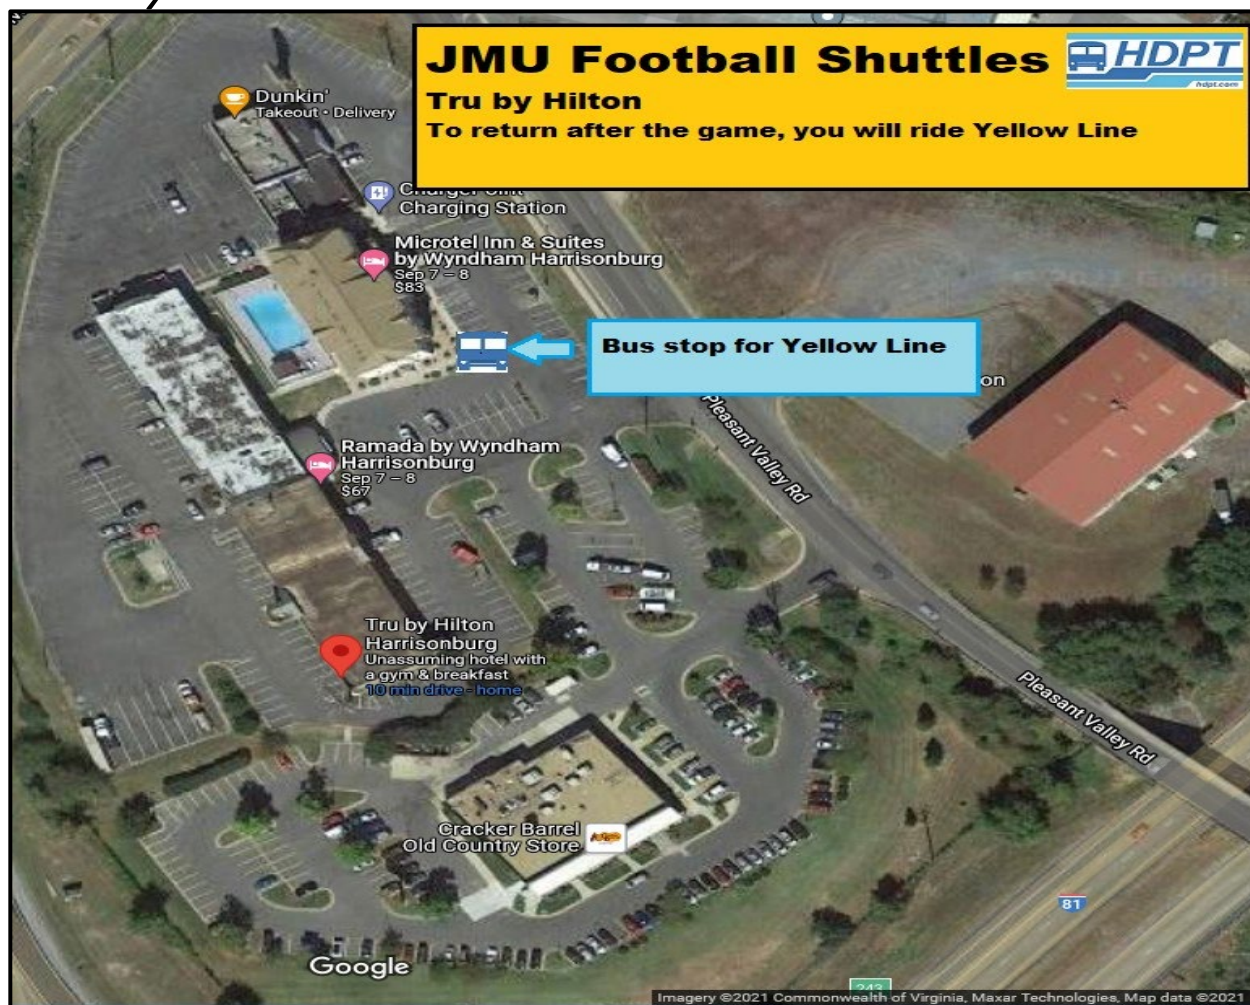 JMU Football Shuttles
HDPT
hdpt.com
Tru by Hilton
To return after the game, you will ride Yellow Line
Dunkin'
Takeout • Delivery
Charging Station
Microtel Inn & Suites
by Wyndham Harrisonburg
Sep 7 – 8
$83
Bus stop for Yellow Line
on
Pleasant Valley Rd
Ramada by Wyndham
Harrisonburg
Sep 7 – 8
$67
Tru by Hilton
Harrisonburg
Unassuming hotel with
a gym & breakfast
10 min drive - home
Pleasant Valley Rd
Cracker Barrel
Old Country Store
81
Google
243
Imagery ©2021 Commonwealth of Virginia, Maxar Technologies, Map data ©2021